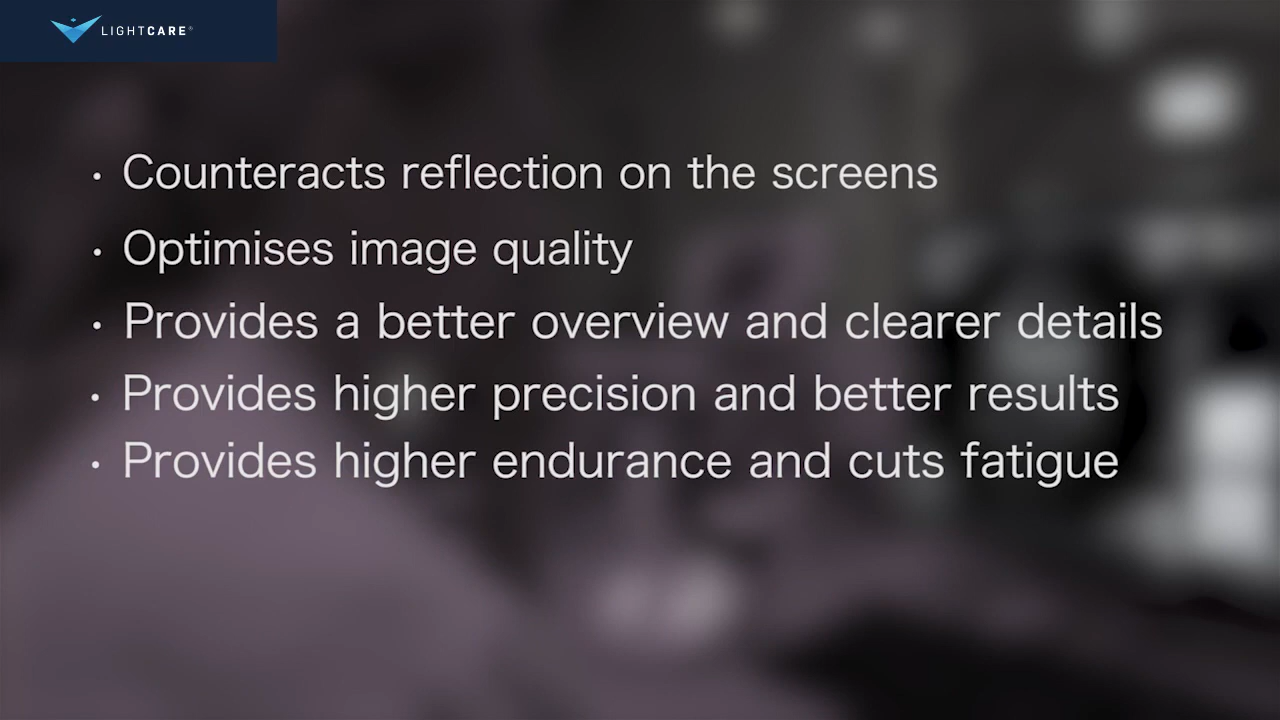 LIGHTCARE®
· Counteracts reflection on the screens
· Optimises image quality
· Provides a better overview and clearer details
· Provides higher precision and better results
· Provides higher endurance and cuts fatigue